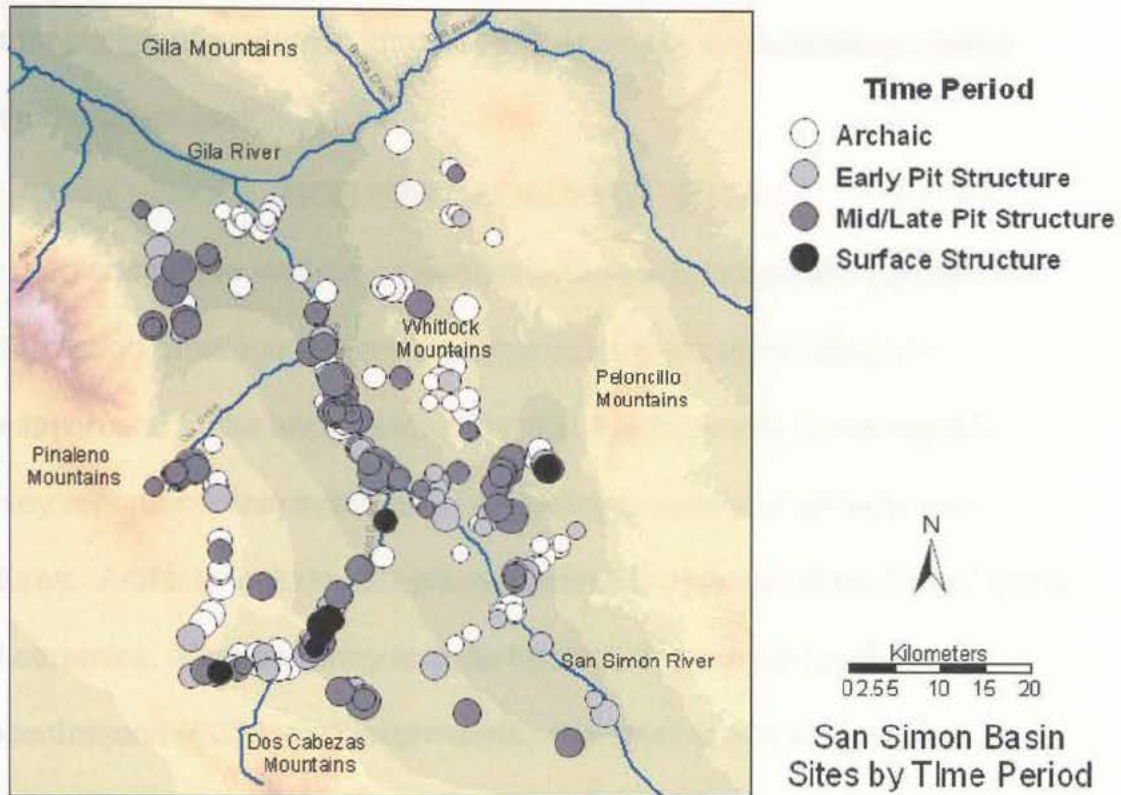 Gila Mountains
Gila River
Gila River
Whitlock
Mountains
Peloncillo
Mountains
Pinaleno
Mountains
San Simon River
Dos Cabezas
Mountains
Time Period
Archaic
Early Pit Structure
Mid/Late Pit Structure
Surface Structure
N
Kilometers
0 2.5 5 10 15 20
San Simon Basin
Sites by TIme Period